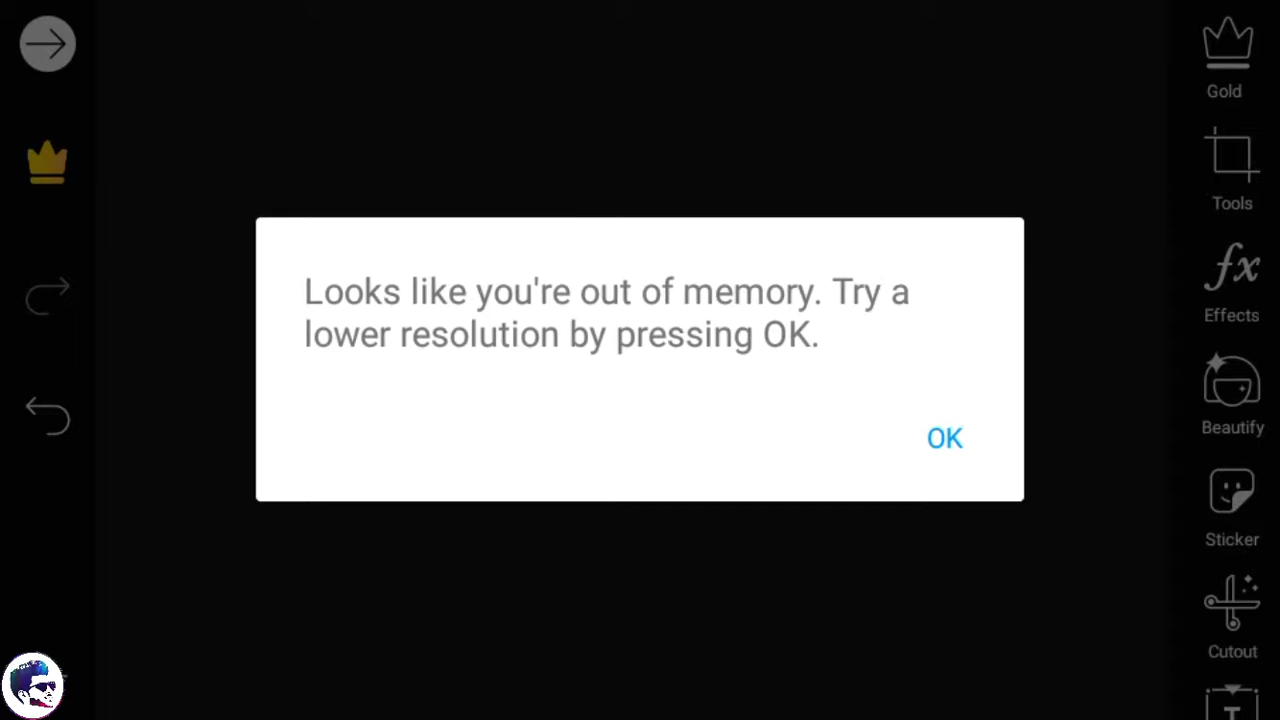 Gold
Tools
Looks like you're out of memory. Try a
lower resolution by pressing OK.
Effects
Beautify
OK
Sticker
Cutout
T